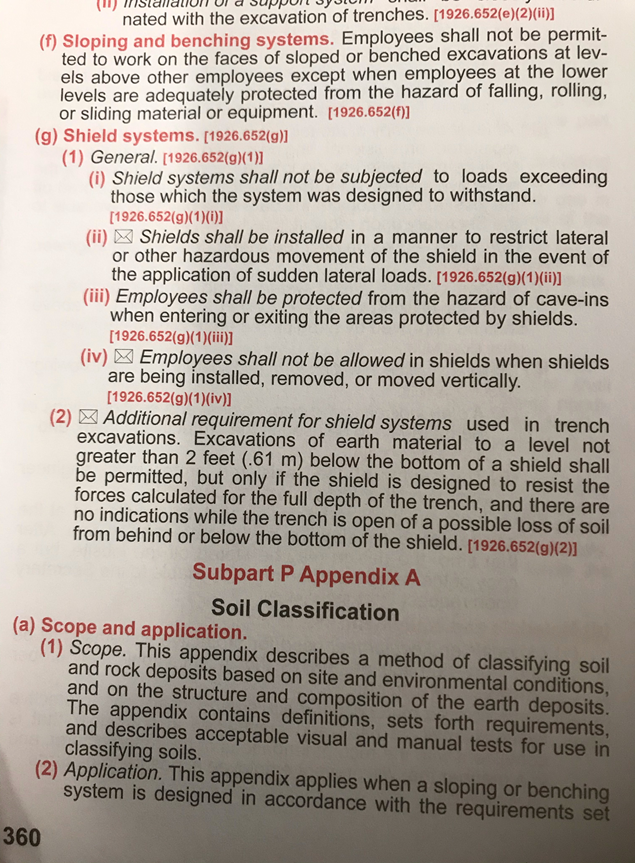 (ii) Installation of a support system shall
nated with the excavation of trenches. [1926.652(e)(2)(ii)]
(f) Sloping and benching systems. Employees shall not be permit-
ted to work on the faces of sloped or benched excavations at lev-
els above other employees except when employees at the lower
levels are adequately protected from the hazard of falling, rolling,
or sliding material or equipment. [1926.652(f)]
(g) Shield systems. [1926.652(g)]
(1) General. [1926.652(g)(1)]
(i) Shield systems shall not be subjected to loads exceeding
those which the system was designed to withstand.
[1926.652(g)(1)(i)]
(ii) Shields shall be installed in a manner to restrict lateral
or other hazardous movement of the shield in the event of
the application of sudden lateral loads. [1926.652(g)(1)(ii)]
(iii) Employees shall be protected from the hazard of cave-ins
when entering or exiting the areas protected by shields.
[1926.652(g)(1)(iii)]
(iv) Employees shall not be allowed in shields when shields
are being installed, removed, or moved vertically.
[1926.652(g)(1)(iv)]
(2) Additional requirement for shield systems used in trench
excavations. Excavations of earth material to a level not
greater than 2 feet (.61 m) below the bottom of a shield shall
be permitted, but only if the shield is designed to resist the
forces calculated for the full depth of the trench, and there are
no indications while the trench is open of a possible loss of soil
from behind or below the bottom of the shield. [1926.652(g)(2)]
Subpart P Appendix A
Soil Classification
(a) Scope and application.
(1) Scope. This appendix describes a method of classifying soil
and rock deposits based on site and environmental conditions,
and on the structure and composition of the earth deposits.
The appendix contains definitions, sets forth requirements,
and describes acceptable visual and manual tests for use in
classifying soils.
(2) Application. This appendix applies when a sloping or benching
system is designed in accordance with the requirements set
360